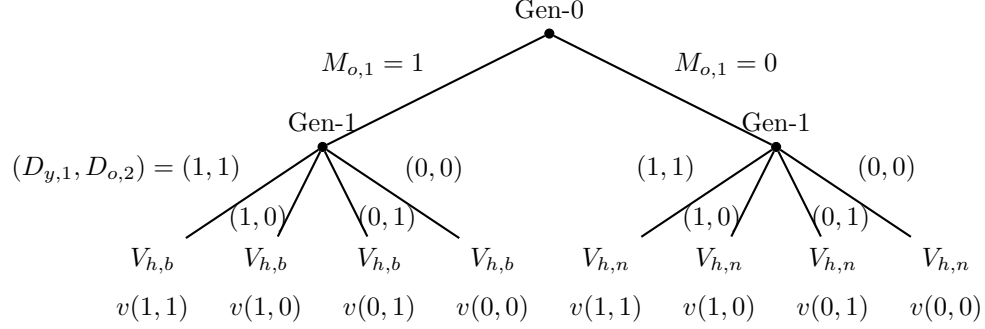 Gen-0
M_{o,1} = 1 M_{o,1} = 0
Gen-1 Gen-1
(D_{y,1}, D_{o,2}) = (1, 1) (0, 0) (1, 1) (0, 0)
(1, 0) (0, 1) (1, 0) (0, 1)
V_{h,b} V_{h,b} V_{h,b} V_{h,b} V_{h,n} V_{h,n} V_{h,n} V_{h,n}
v(1, 1) v(1, 0) v(0, 1) v(0, 0) v(1, 1) v(1, 0) v(0, 1) v(0, 0)